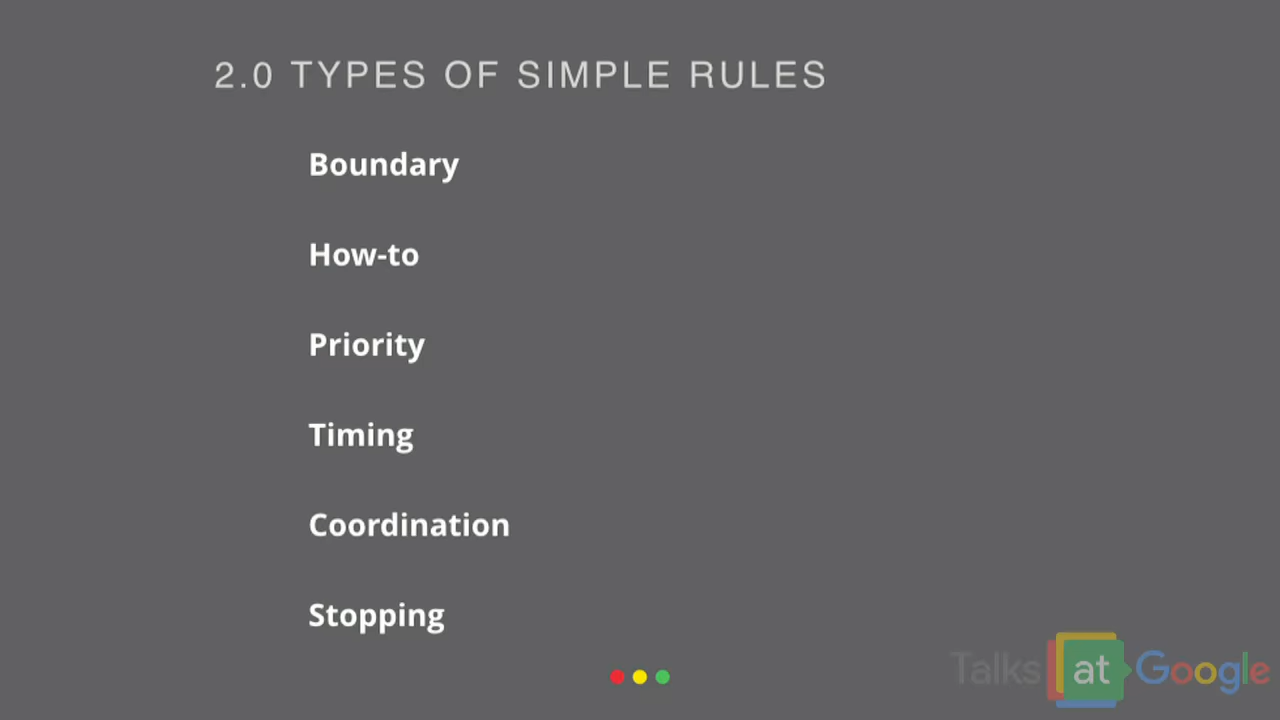 2.0 TYPES OF SIMPLE RULES
Boundary
How-to
Priority
Timing
Coordination
Stopping
Talks at Google